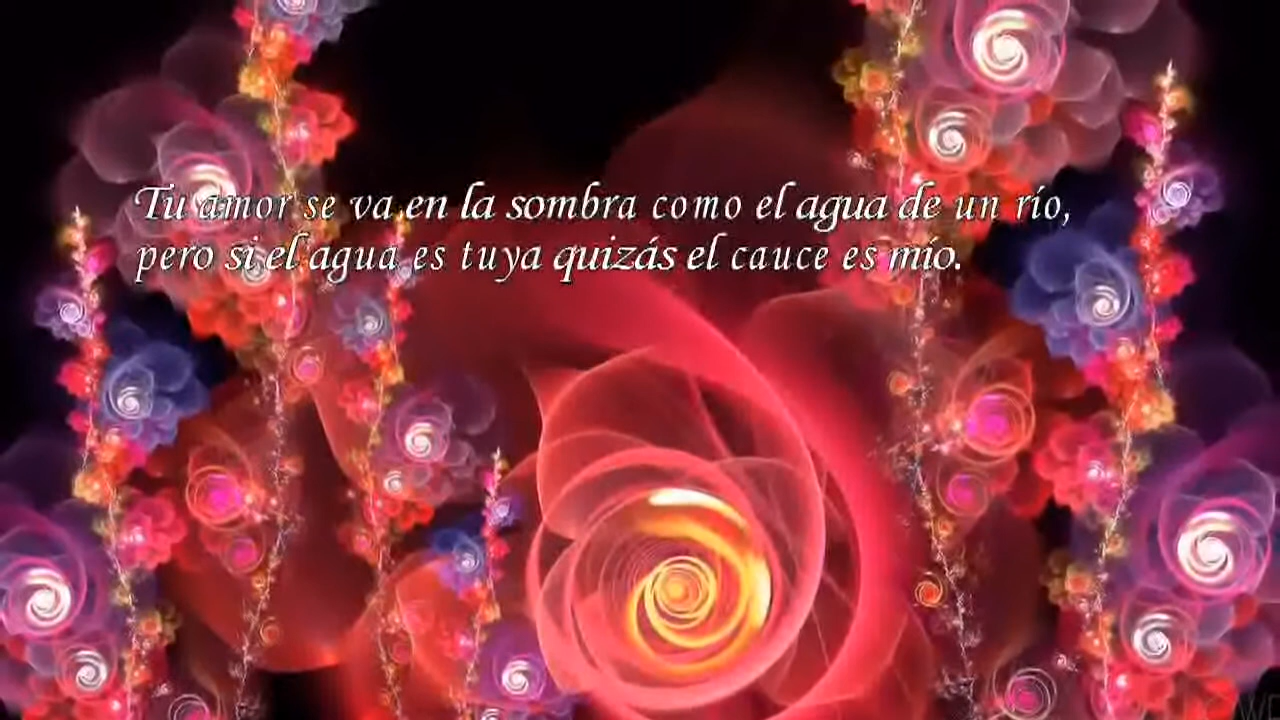 Tu amor se va en la sombra como el agua de un río,
pero si el agua es tuya quizás el cauce es mío.